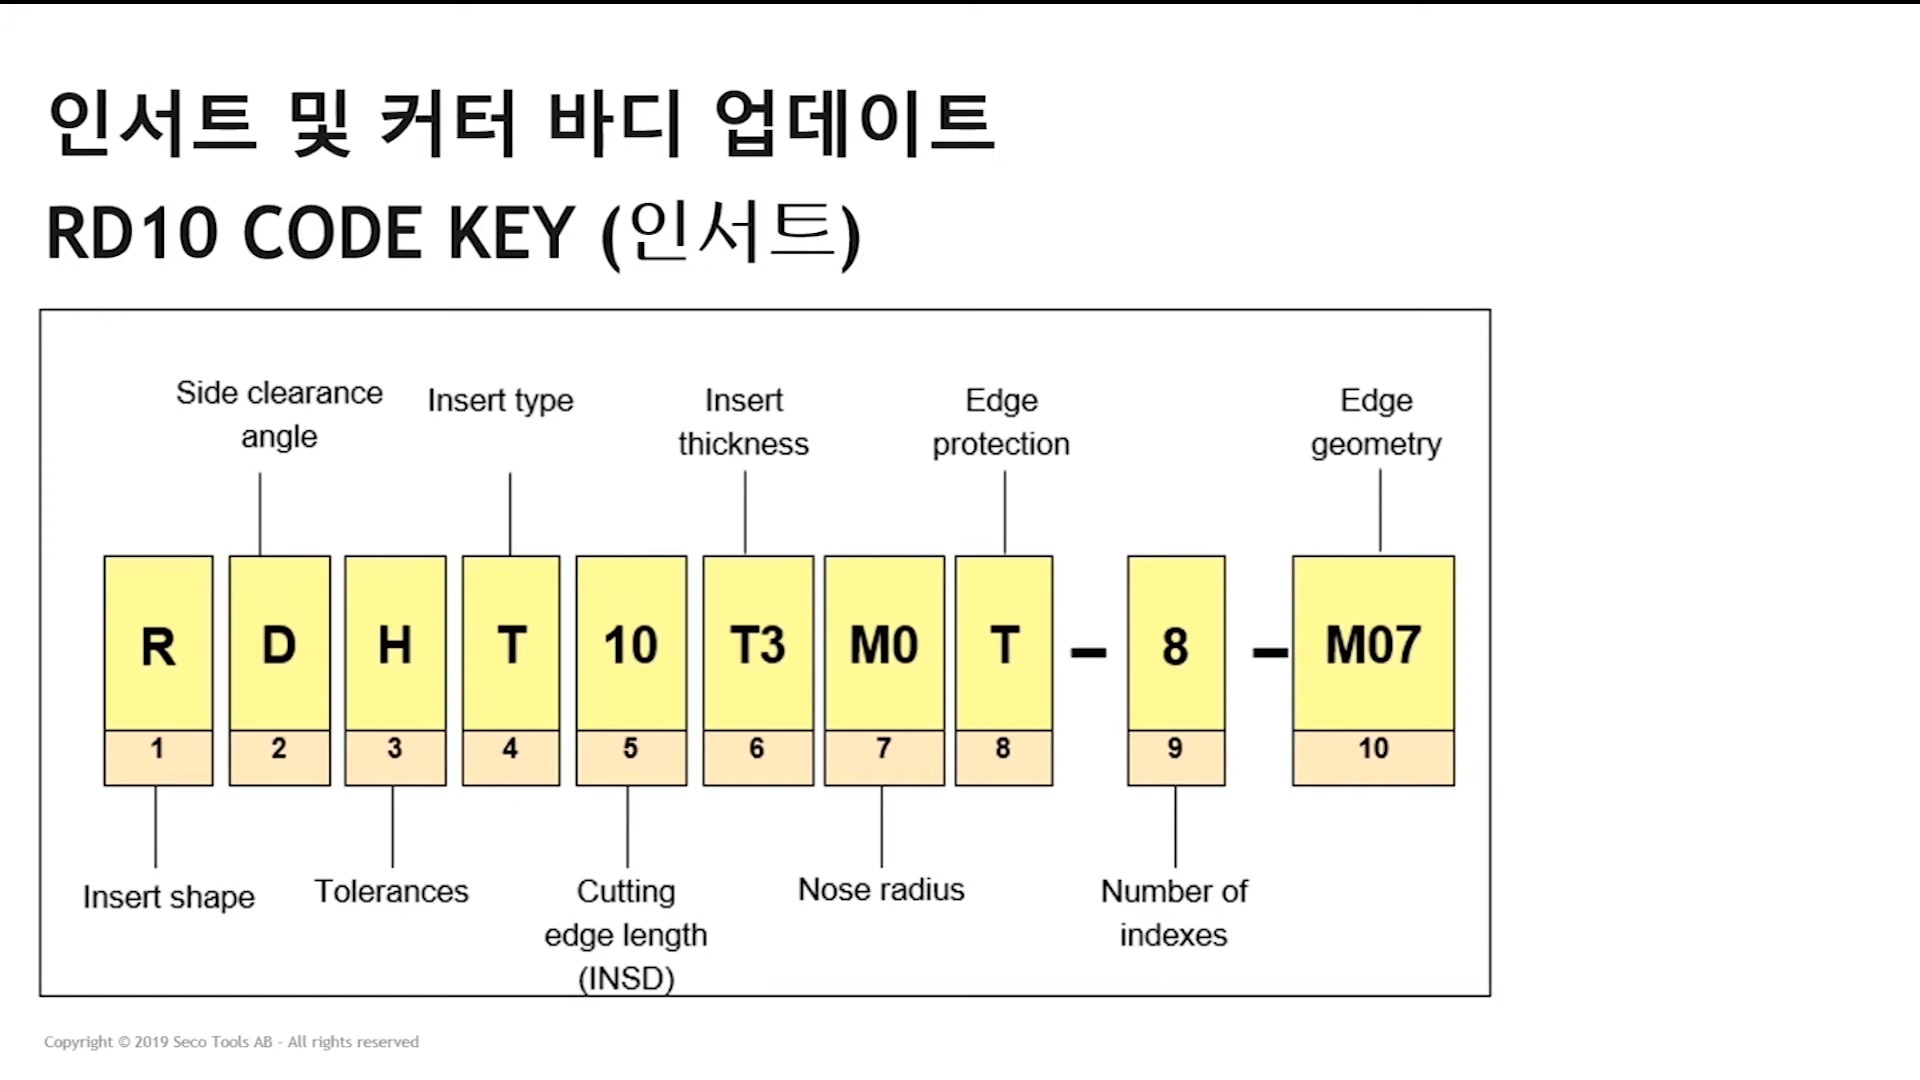 인서트 및 커터 바디 업데이트
RD10 CODE KEY (인서트)
Side clearance
angle
Insert type
Insert
thickness
Edge
protection
Edge
geometry
R D H T 10 T3 M0 T - 8 - M07
1 2 3 4 5 6 7 8 9 10
Insert shape
Tolerances
Cutting
edge length
(INSD)
Nose radius
Number of
indexes
Copyright © 2019 Seco Tools AB - All rights reserved